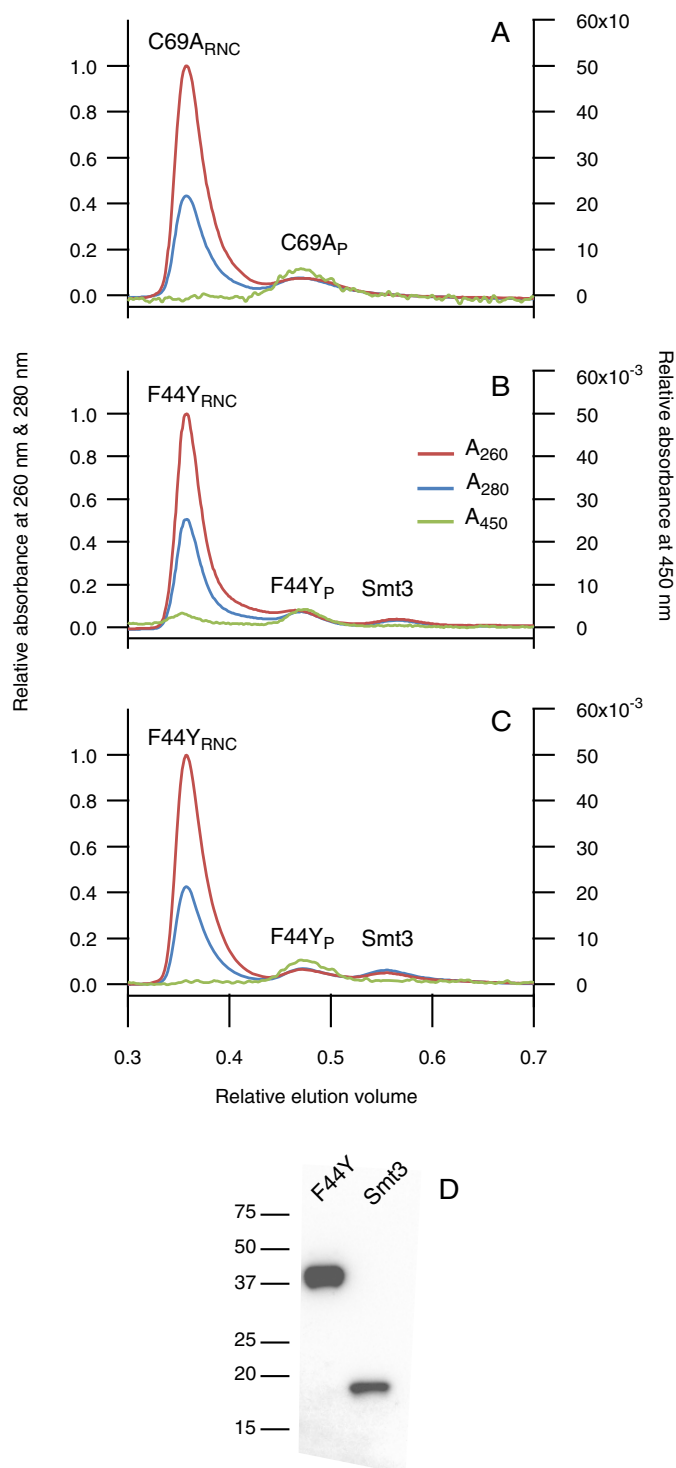 A
C69A_RNC
C69A_P
1.0
0.8
0.6
0.4
0.2
0.0
60x10
50
40
30
20
10
0
B
F44Y_RNC
F44Y_P
Smt3
A_260
A_280
A_450
1.0
0.8
0.6
0.4
0.2
0.0
60x10^-3
50
40
30
20
10
0
Relative absorbance at 260 nm & 280 nm
Relative absorbance at 450 nm
C
F44Y_RNC
F44Y_P
Smt3
1.0
0.8
0.6
0.4
0.2
0.0
60x10^-3
50
40
30
20
10
0
0.3 0.4 0.5 0.6 0.7
Relative elution volume
D
F44Y Smt3
75
50
37
25
20
15